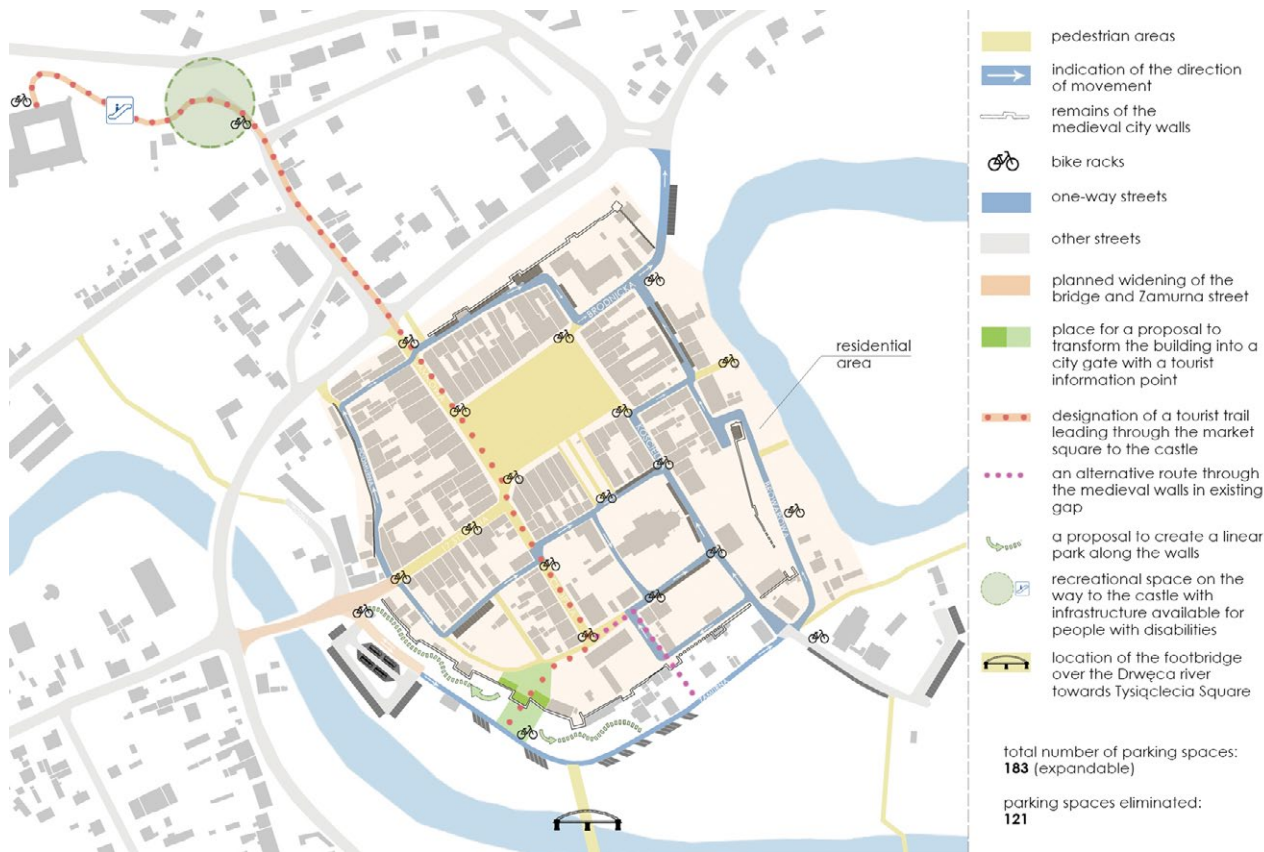 BRODNICKA
residential
area
ZAMURNA
pedestrian areas
indication of the direction
of movement
remains of the
medieval city walls
bike racks
one-way streets
other streets
planned widening of the
bridge and Zamurna street
place for a proposal to
transform the building into a
city gate with a tourist
information point
designation of a tourist trail
leading through the market
square to the castle
an alternative route through
the medieval walls in existing
gap
a proposal to create a linear
park along the walls
recreational space on the
way to the castle with
infrastructure available for
people with disabilities
location of the footbridge
over the Drwęca river
towards Tysiąclecia Square
total number of parking spaces:
183 (expandable)
parking spaces eliminated:
121